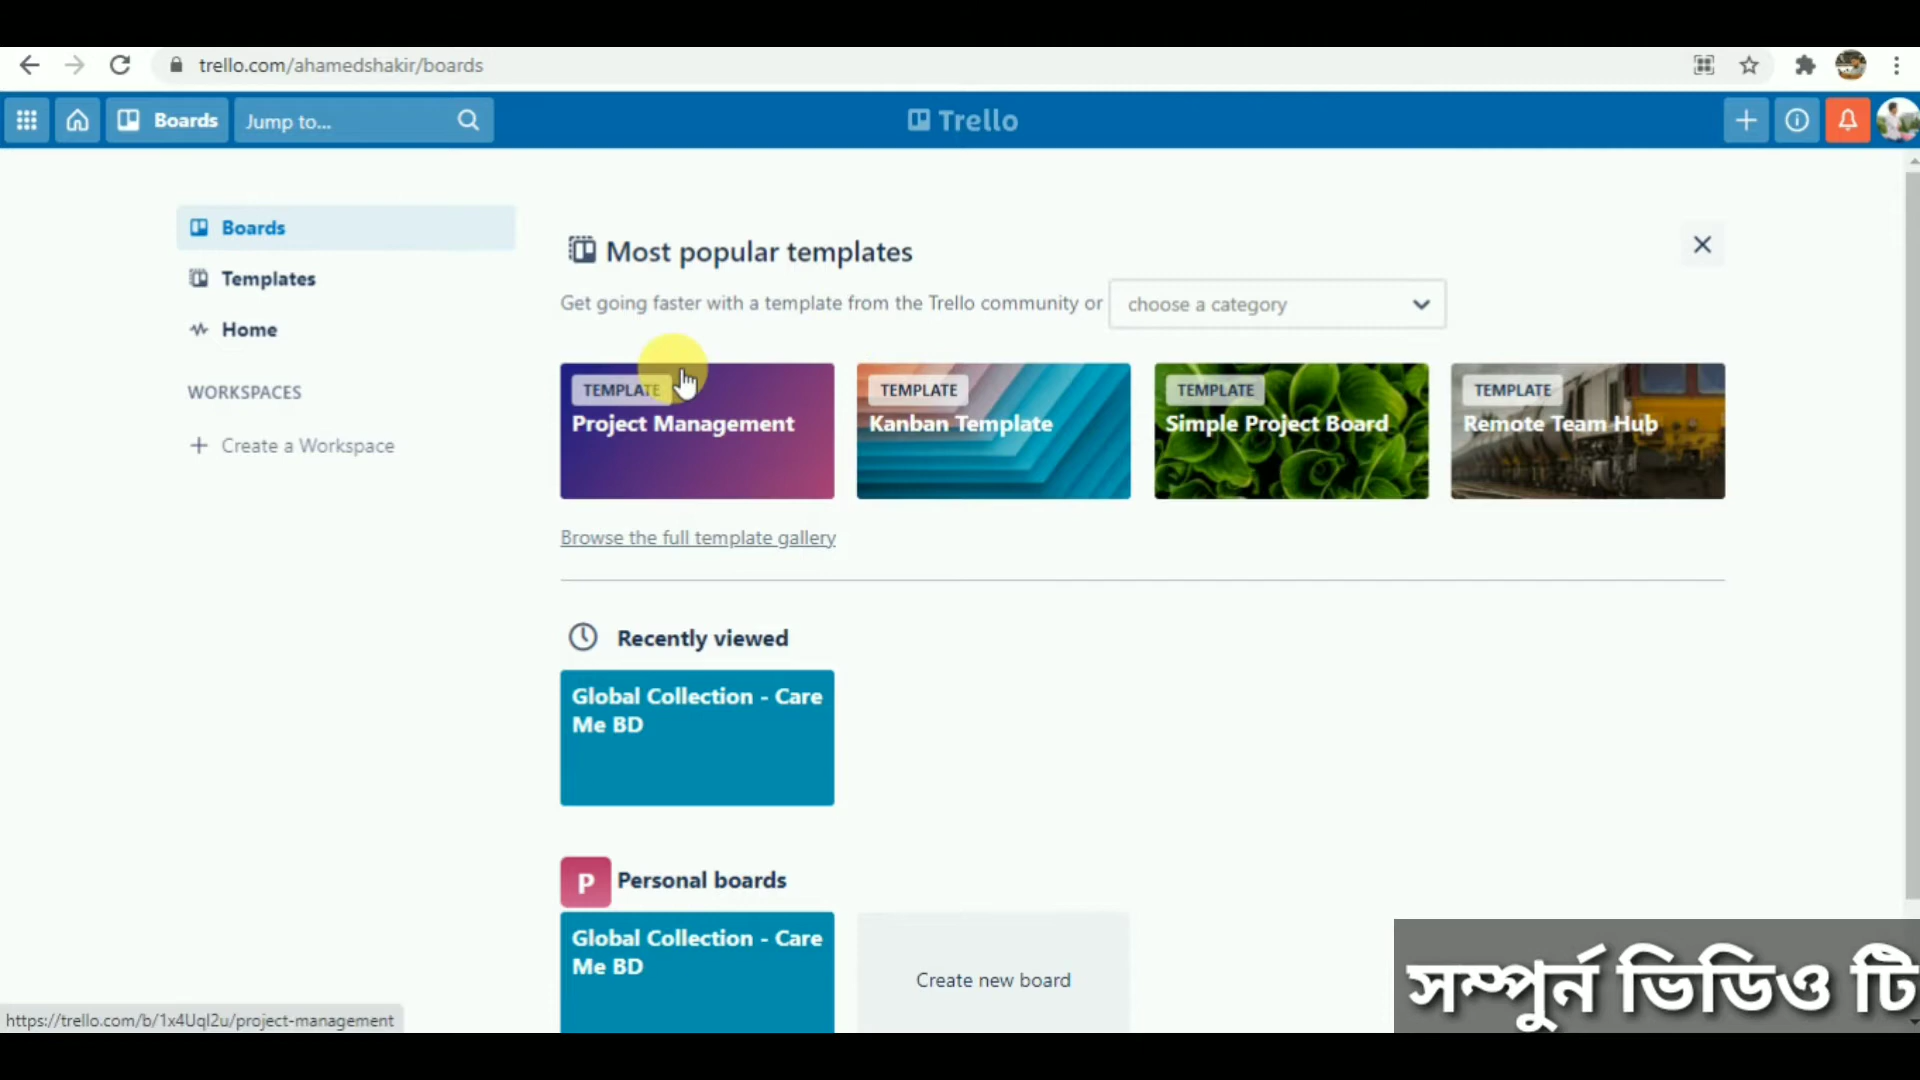 trello.com/ahamedshakir/boards
Boards
Jump to...
Trello
Boards
Templates
Home
WORKSPACES
+ Create a Workspace
Most popular templates
Get going faster with a template from the Trello community or
choose a category
TEMPLATE
Project Management
TEMPLATE
Kanban Template
TEMPLATE
Simple Project Board
TEMPLATE
Remote Team Hub
Browse the full template gallery
Recently viewed
Global Collection - Care
Me BD
P
Personal boards
Global Collection - Care
Me BD
Create new board
সম্পুর্ন ভিডিও টি
https://trello.com/b/1x4Uql2u/project-management